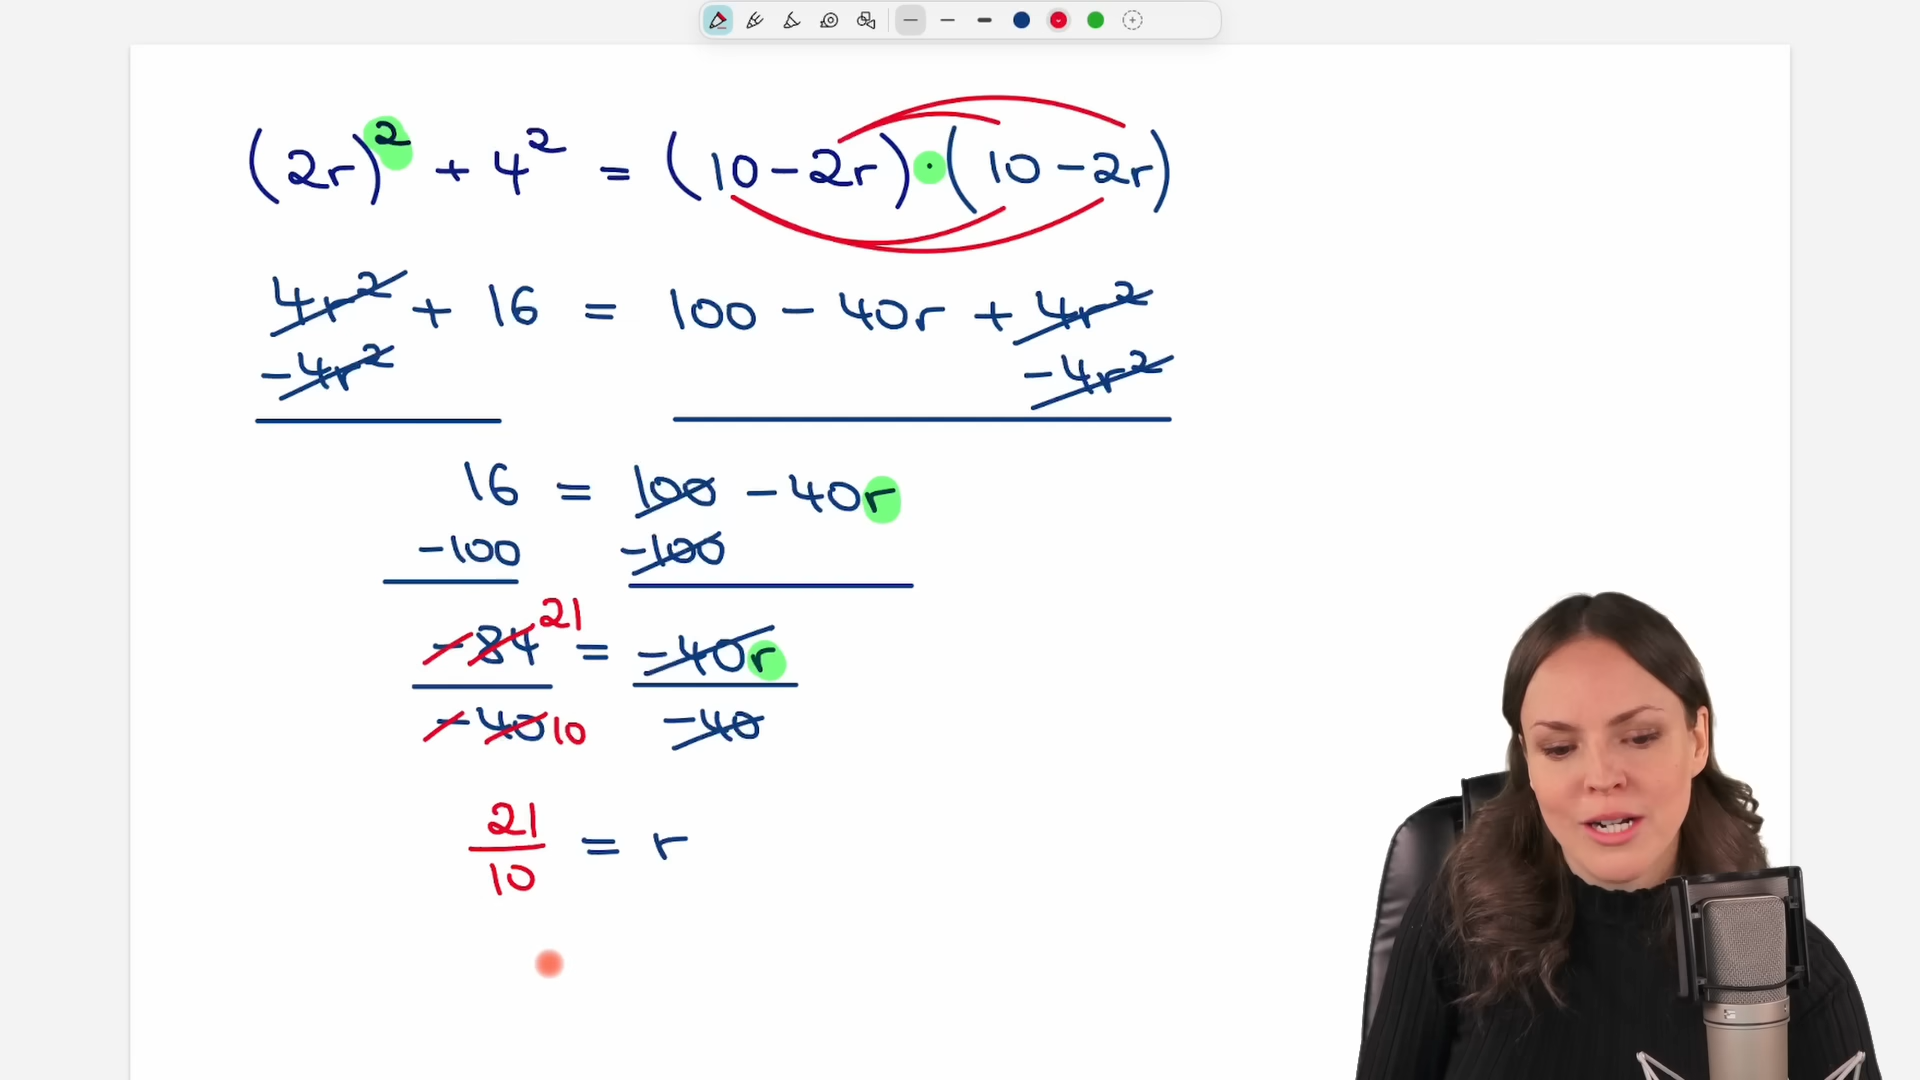 (2r)² + 4² = (10 - 2r) · (10 - 2r)
4r² + 16 = 100 - 40r + 4r²
-4r² -4r²
16 = 100 - 40r
-100 -100
21
-84 = -40r
-40 10 -40
21/10 = r